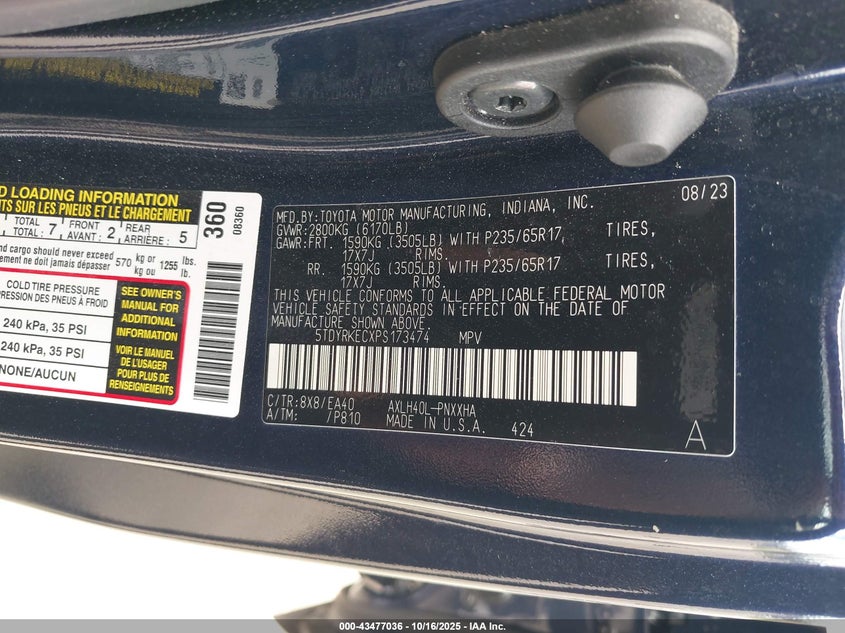 D LOADING INFORMATION
NTS SUR LES PNEUS ET LE CHARGEMENT
TOTAL 7 FRONT 2 REAR 5
TOTAL : AVANT : ARRIÈRE :
nd cargo should never exceed 570 kg or 1255 lbs.
ement ne doit jamais dépasser kg ou lb.
COLD TIRE PRESSURE
PRESSION DES PNEUS À FROID
240 kPa, 35 PSI
240 kPa, 35 PSI
NONE/AUCUN
SEE OWNER'S
MANUAL FOR
ADDITIONAL
INFORMATION
VOIR LE MANUEL
DE L'USAGER
POUR PLUS DE
RENSEIGNEMENTS
360
08360
MFD.BY:TOYOTA MOTOR MANUFACTURING, INDIANA, INC. 08/23
GVWR:2800KG (6170LB)
GAWR:FRT. 1590KG (3505LB) WITH P235/65R17 TIRES,
17X7J RIMS.
RR. 1590KG (3505LB) WITH P235/65R17 TIRES,
17X7J RIMS.
THIS VEHICLE CONFORMS TO ALL APPLICABLE FEDERAL MOTOR
VEHICLE SAFETY STANDARDS IN EFFECT ON THE DATE OF
MANUFACTURE SHOWN ABOVE.
5TDYRKECXPS173474 MPV
C/TR:8X8/EA40 AXLH40L-PNXXHA
A/TM: /P810 MADE IN U.S.A. 424
A
000-43477036 - 10/16/2025 - IAA Inc.